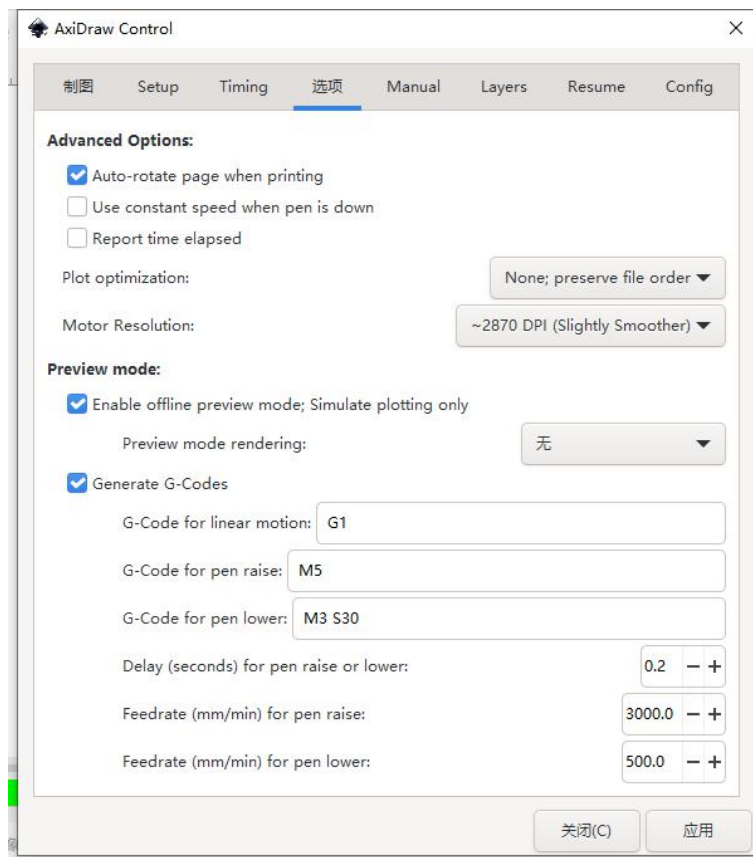 AxiDraw Control
制图 Setup Timing 选项 Manual Layers Resume Config
Advanced Options:
Auto-rotate page when printing
Use constant speed when pen is down
Report time elapsed
Plot optimization: None; preserve file order
Motor Resolution: ~2870 DPI (Slightly Smoother)
Preview mode:
Enable offline preview mode; Simulate plotting only
Preview mode rendering: 无
Generate G-Codes
G-Code for linear motion: G1
G-Code for pen raise: M5
G-Code for pen lower: M3 S30
Delay (seconds) for pen raise or lower: 0.2
Feedrate (mm/min) for pen raise: 3000.0
Feedrate (mm/min) for pen lower: 500.0
关闭(C) 应用